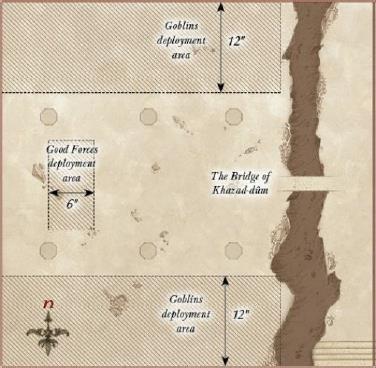 Goblins
deployment
area
12"
Good Forces
deployment
area
6"
The Bridge of
Khazad-dûm
Goblins
deployment
area
12"
n